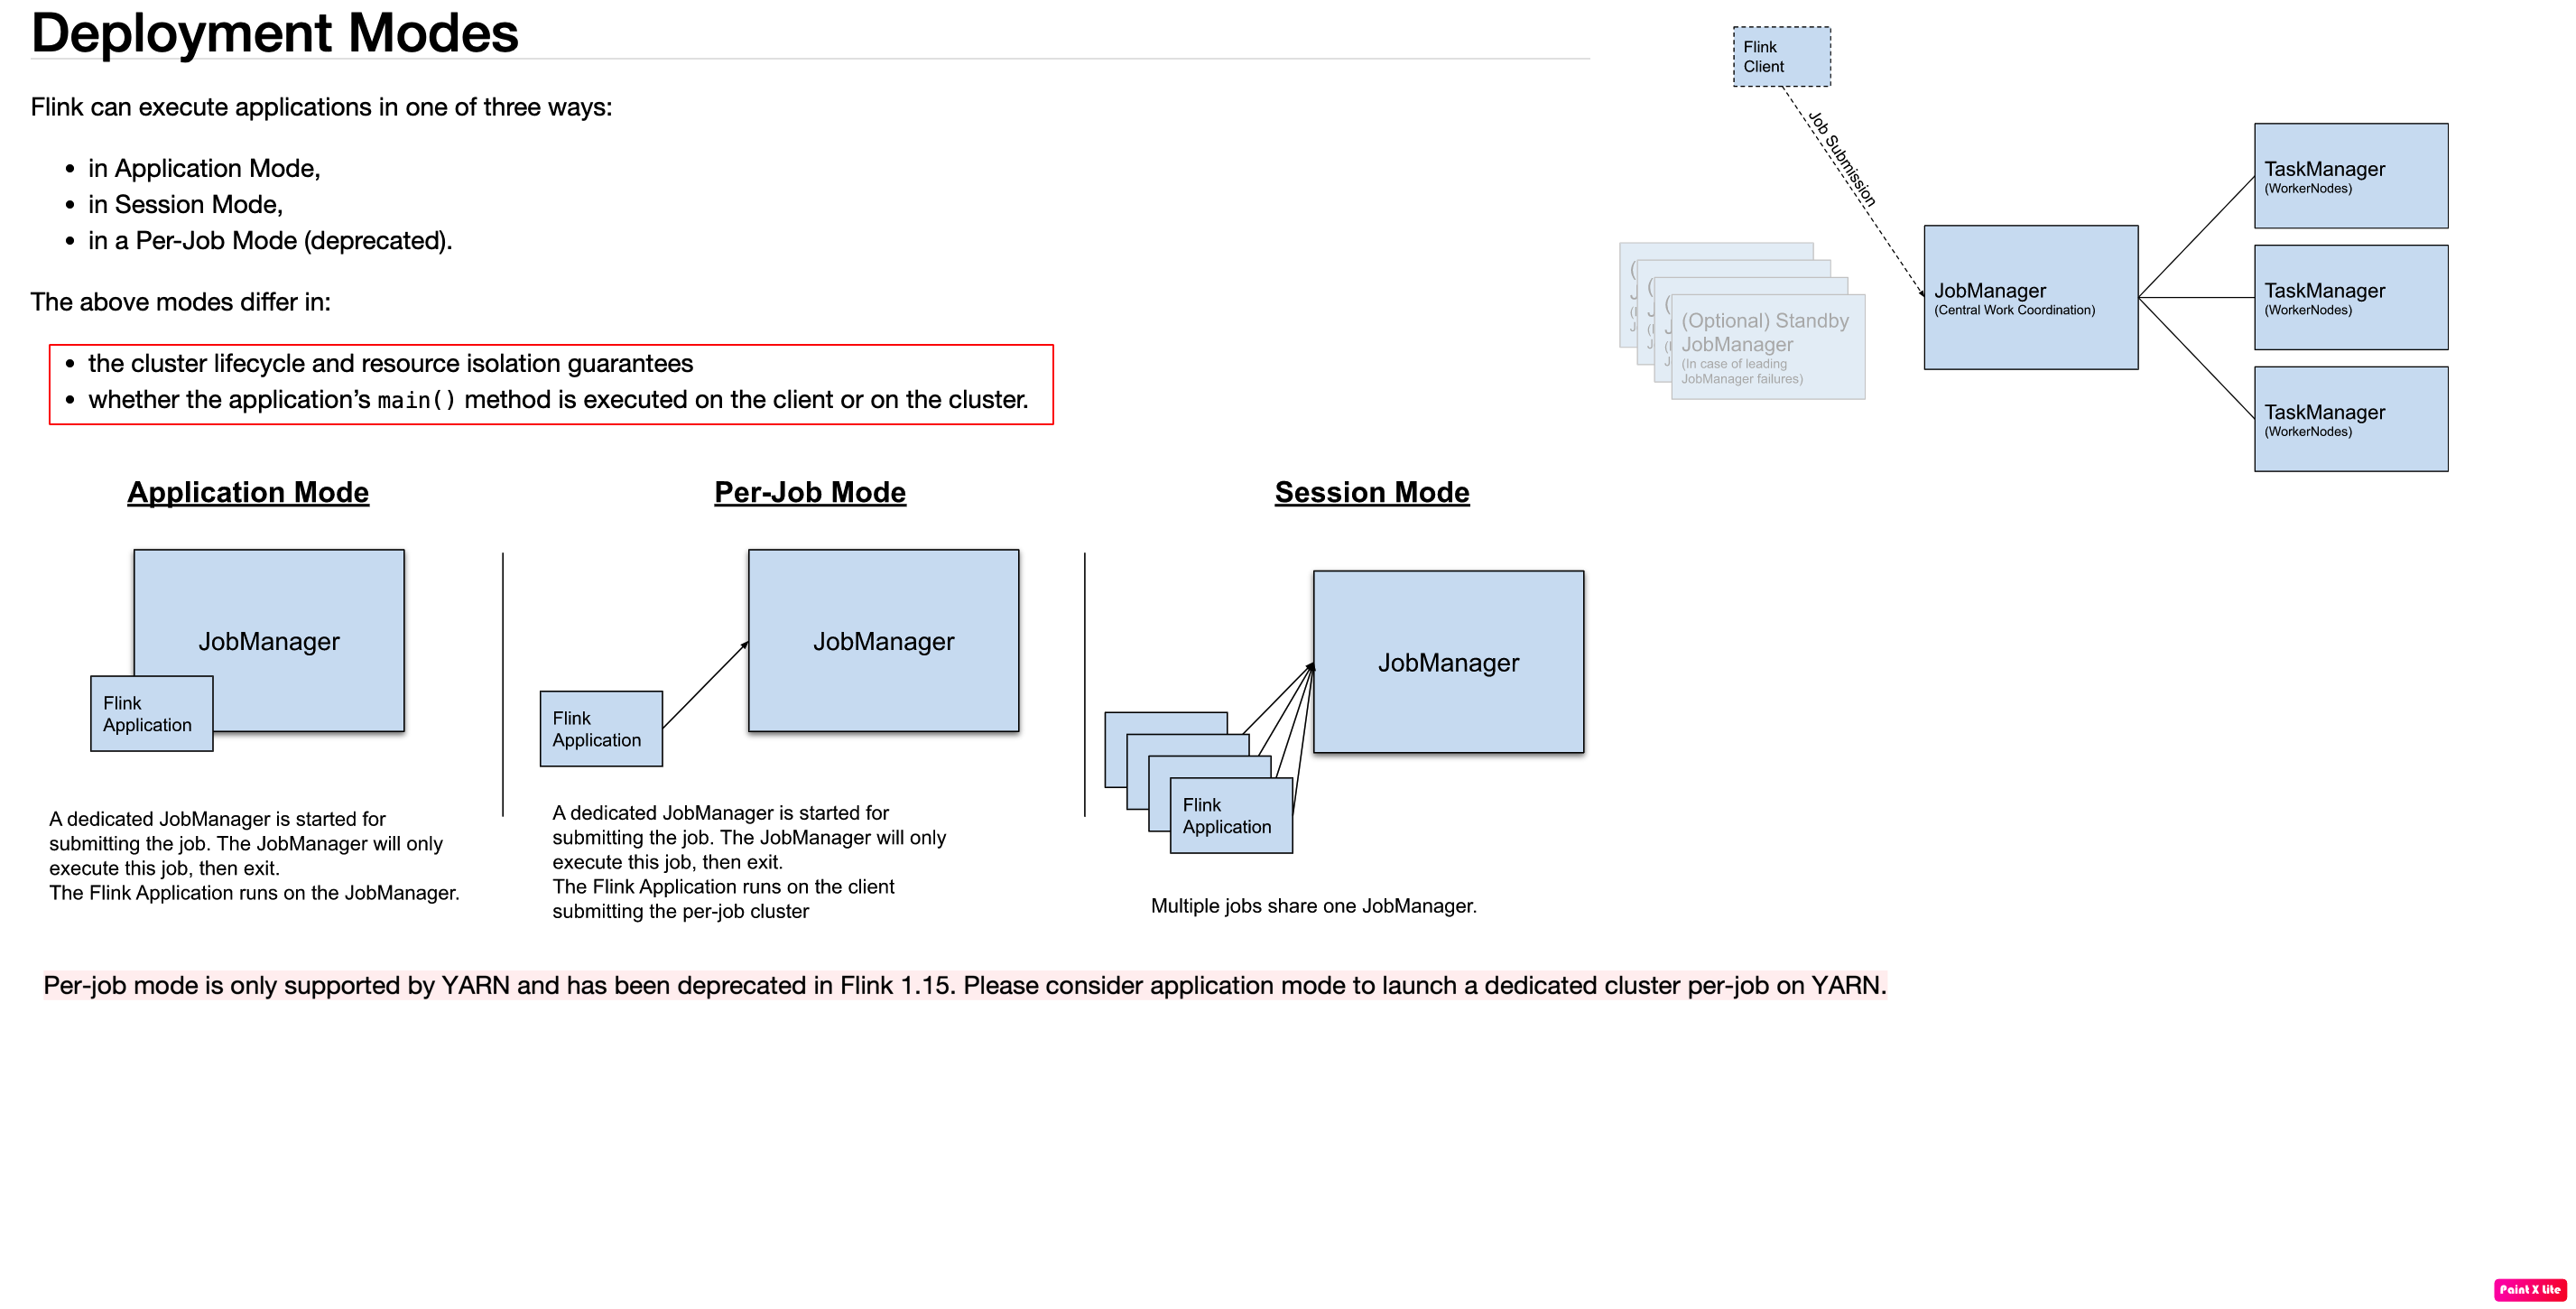 Deployment Modes
Flink can execute applications in one of three ways:
• in Application Mode,
• in Session Mode,
• in a Per-Job Mode (deprecated).
The above modes differ in:
• the cluster lifecycle and resource isolation guarantees
• whether the application’s main() method is executed on the client or on the cluster.
Flink
Client
Job Submission
(Optional) Standby
JobManager
(In case of leading
JobManager failures)
JobManager
(Central Work Coordination)
TaskManager
(WorkerNodes)
TaskManager
(WorkerNodes)
TaskManager
(WorkerNodes)
Application Mode
JobManager
Flink
Application
A dedicated JobManager is started for
submitting the job. The JobManager will only
execute this job, then exit.
The Flink Application runs on the JobManager.
Per-Job Mode
JobManager
Flink
Application
A dedicated JobManager is started for
submitting the job. The JobManager will only
execute this job, then exit.
The Flink Application runs on the client
submitting the per-job cluster
Session Mode
JobManager
Flink
Application
Multiple jobs share one JobManager.
Per-job mode is only supported by YARN and has been deprecated in Flink 1.15. Please consider application mode to launch a dedicated cluster per-job on YARN.
Paint X Lite